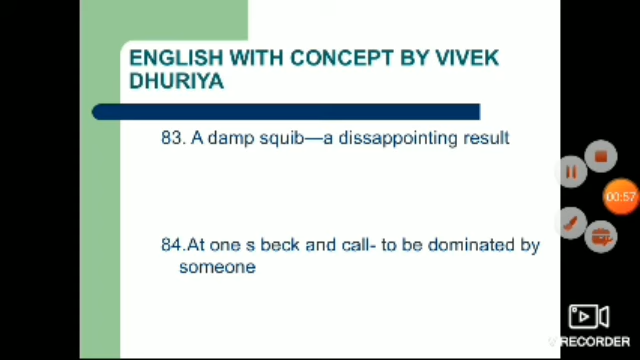 ENGLISH WITH CONCEPT BY VIVEK
DHURIYA
83. A damp squib—a dissappointing result
84.At one s beck and call- to be dominated by
someone
00:57
RECORDER